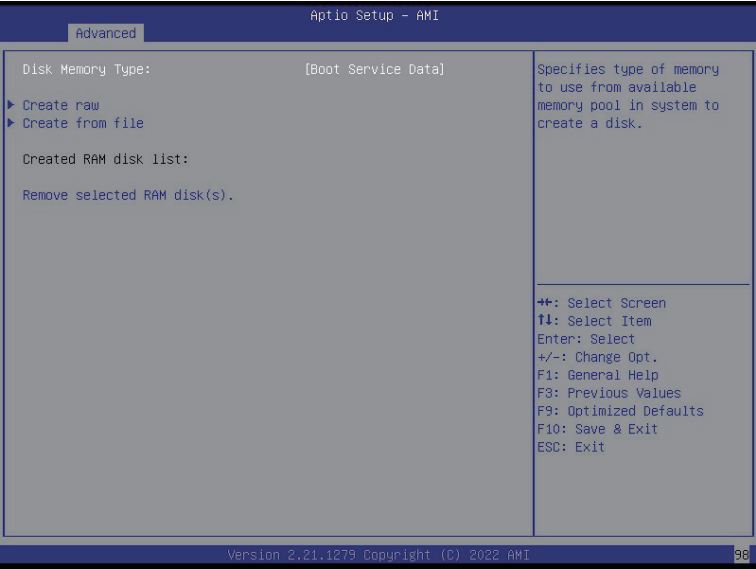 Aptio Setup – AMI
Advanced
Disk Memory Type: [Boot Service Data]
Create raw
Create from file
Created RAM disk list:
Remove selected RAM disk(s).
Specifies type of memory
to use from available
memory pool in system to
create a disk.
→←: Select Screen
↑↓: Select Item
Enter: Select
+/-: Change Opt.
F1: General Help
F3: Previous Values
F9: Optimized Defaults
F10: Save & Exit
ESC: Exit
Version 2.21.1279 Copyright (C) 2022 AMI
98